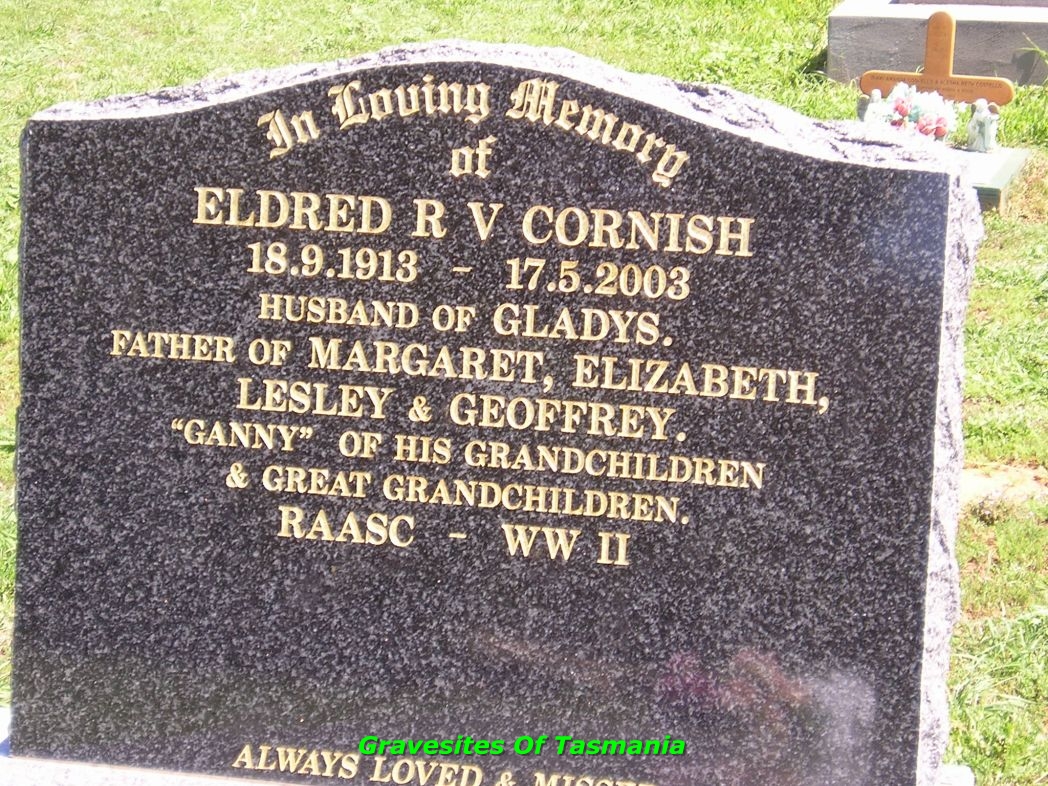 In Loving Memory
of
ELDRED R V CORNISH
18.9.1913 - 17.5.2003
HUSBAND OF GLADYS.
FATHER OF MARGARET, ELIZABETH,
LESLEY & GEOFFREY.
"GANNY" OF HIS GRANDCHILDREN
& GREAT GRANDCHILDREN.
RAASC - WW II
ALWAYS LOVED &
Gravesites Of Tasmania